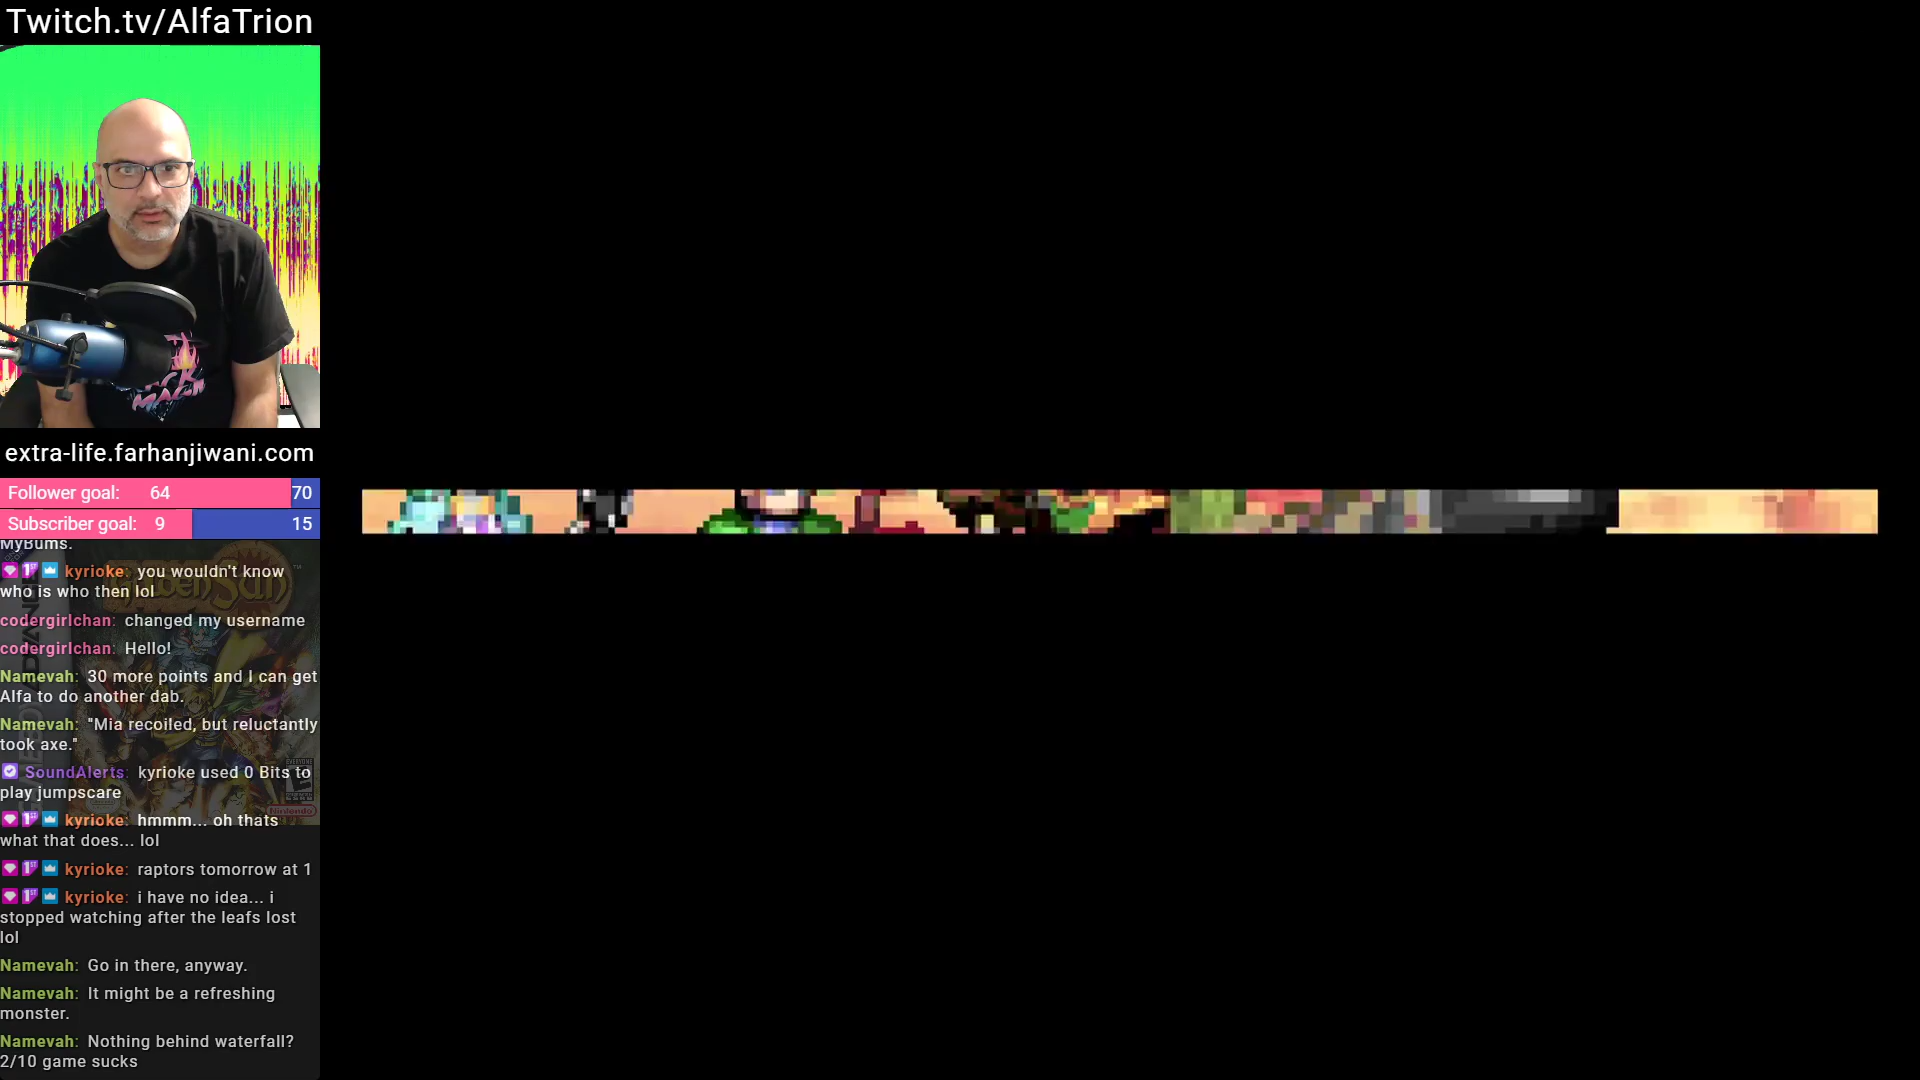 Twitch.tv/AlfaTrion
extra-life.farhanjiwani.com
Follower goal: 64 70
Subscriber goal: 9 15
MyBums.
kyrioke: you wouldn't know
who is who then lol
codergirlchan: changed my username
codergirlchan: Hello!
Namevah: 30 more points and I can get
Alfa to do another dab.
Namevah: "Mia recoiled, but reluctantly
took axe."
SoundAlerts: kyrioke used 0 Bits to
play jumpscare
kyrioke: hmmm... oh thats
what that does... lol
kyrioke: raptors tomorrow at 1
kyrioke: i have no idea... i
stopped watching after the leafs lost
lol
Namevah: Go in there, anyway.
Namevah: It might be a refreshing
monster.
Namevah: Nothing behind waterfall?
2/10 game sucks